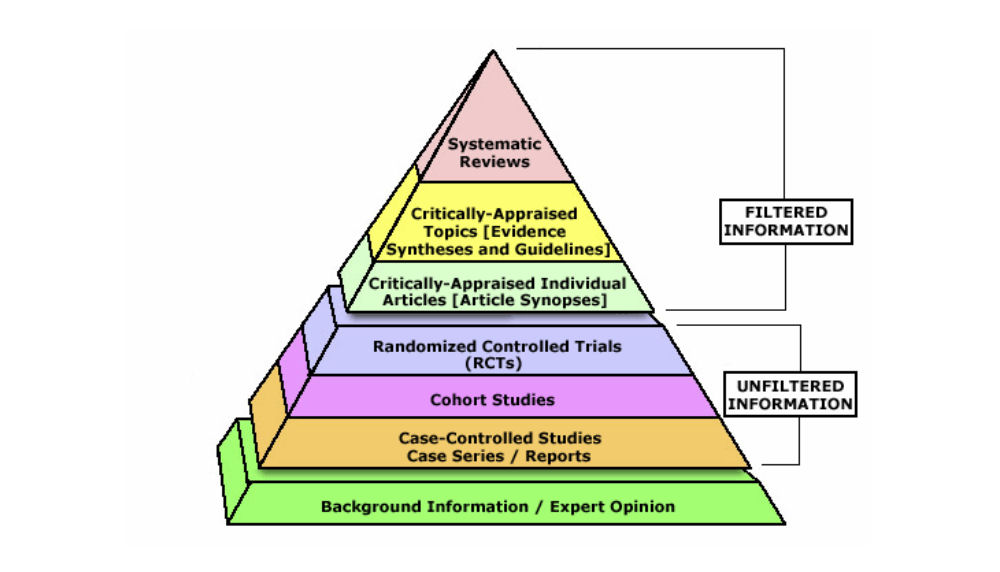 Systematic
Reviews
Critically-Appraised
Topics [Evidence
Syntheses and Guidelines]
Critically-Appraised Individual
Articles [Article Synopses]
FILTERED
INFORMATION
Randomized Controlled Trials
(RCTs)
Cohort Studies
Case-Controlled Studies
Case Series / Reports
UNFILTERED
INFORMATION
Background Information / Expert Opinion